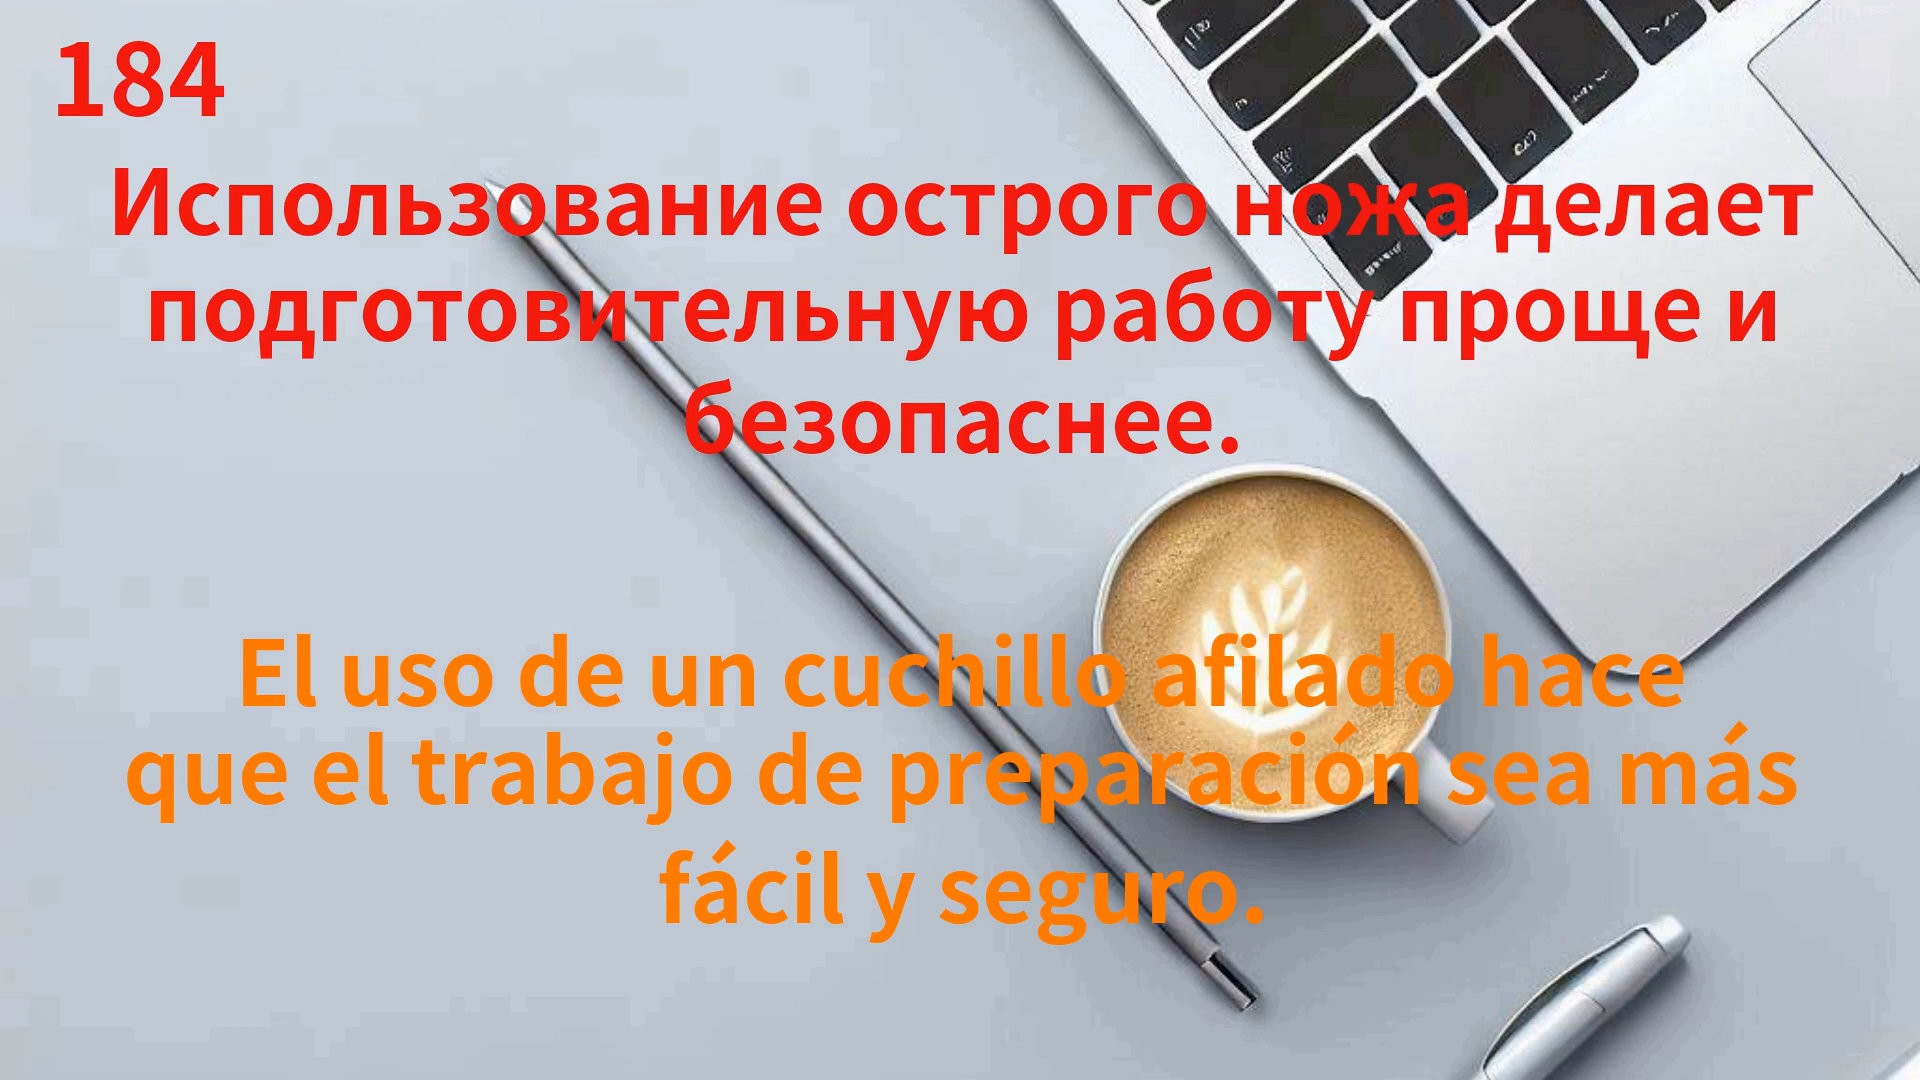 184
Использование острого ножа делает
подготовительную работу проще и
безопаснее.
El uso de un cuchillo afilado hace
que el trabajo de preparación sea más
fácil y seguro.